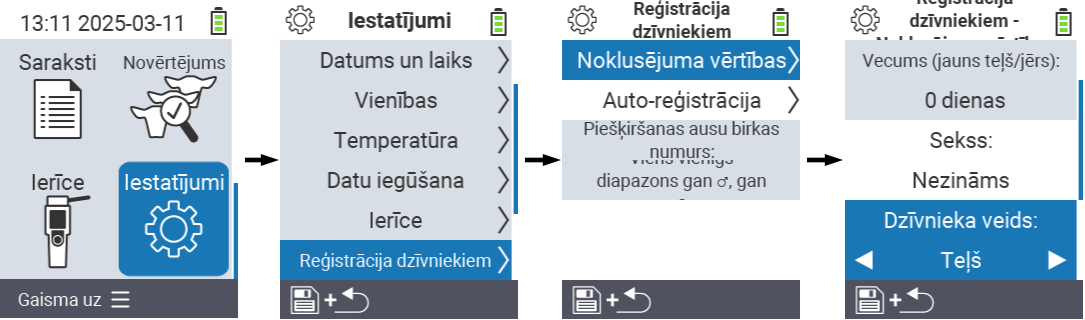 13:11 2025-03-11
Saraksti
Novērtējums
Ierīce
Iestatījumi
Gaisma uz
Iestatījumi
Datums un laiks
Vienības
Temperatūra
Datu iegūšana
Ierīce
Reģistrācija dzīvniekiem
+
Reģistrācija
dzīvniekiem
Noklusējuma vērtības
Auto-reģistrācija
Piešķiršanas ausu birkas
numurs:
Viens vienīgs
diapazons gan ♂, gan
+
Reģistrācija
dzīvniekiem -
Vecums (jauns teļš/jērs):
0 dienas
Sekss:
Nezināms
Dzīvnieka veids:
Teļš
+